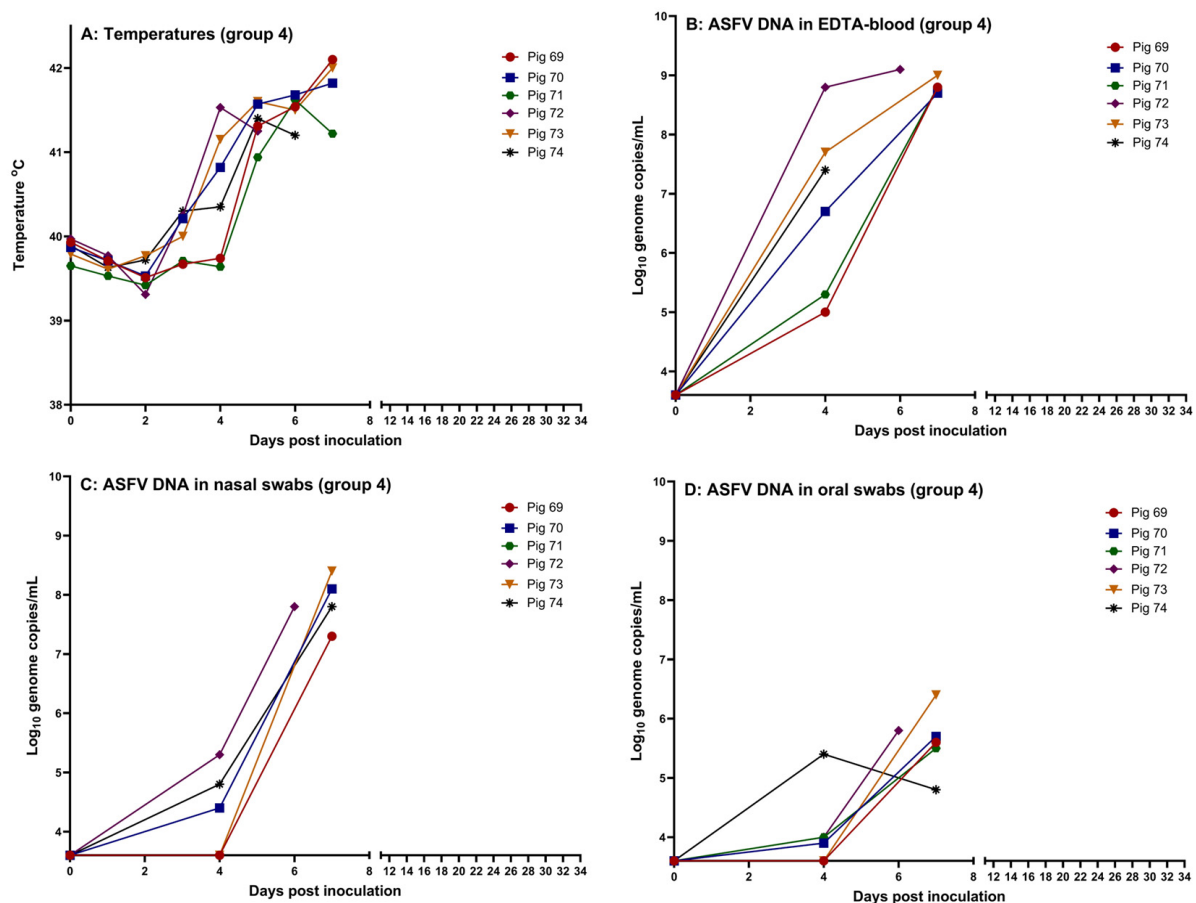 A: Temperatures (group 4)
42
41
40
39
38
Temperature °C
0 2 4 6 8 12 14 16 18 20 22 24 26 28 30 32 34
Days post inoculation
Pig 69
Pig 70
Pig 71
Pig 72
Pig 73
Pig 74
B: ASFV DNA in EDTA-blood (group 4)
10
9
8
7
6
5
4
Log10 genome copies/mL
0 2 4 6 8 12 14 16 18 20 22 24 26 28 30 32 34
Days post inoculation
Pig 69
Pig 70
Pig 71
Pig 72
Pig 73
Pig 74
C: ASFV DNA in nasal swabs (group 4)
10
9
8
7
6
5
4
Log10 genome copies/mL
0 2 4 6 8 12 14 16 18 20 22 24 26 28 30 32 34
Days post inoculation
Pig 69
Pig 70
Pig 71
Pig 72
Pig 73
Pig 74
D: ASFV DNA in oral swabs (group 4)
10
9
8
7
6
5
4
Log10 genome copies/mL
0 2 4 6 8 12 14 16 18 20 22 24 26 28 30 32 34
Days post inoculation
Pig 69
Pig 70
Pig 71
Pig 72
Pig 73
Pig 74